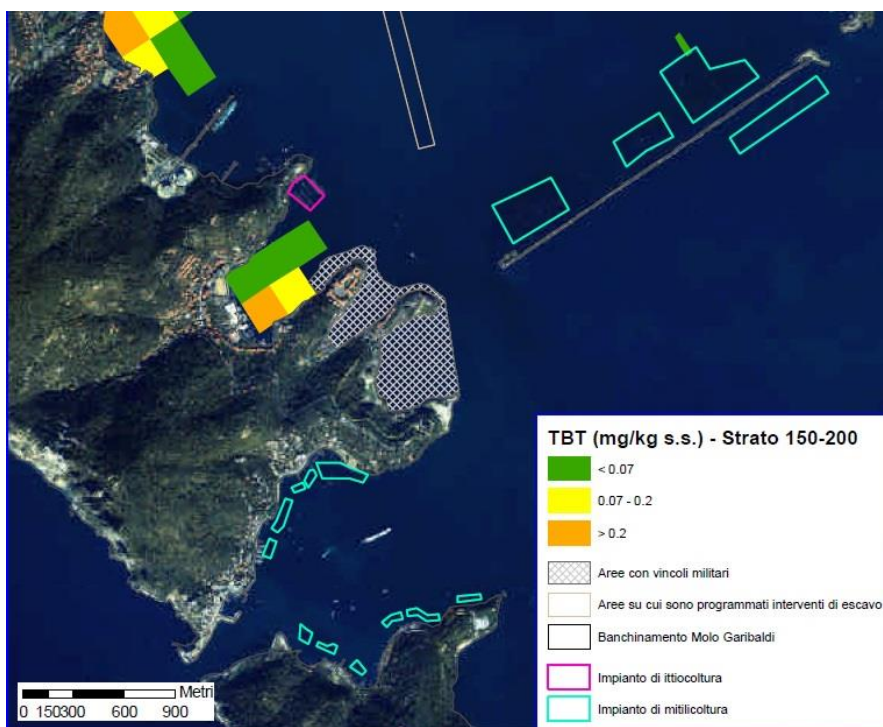 TBT (mg/kg s.s.) - Strato 150-200
< 0.07
0.07 - 0.2
> 0.2
Aree con vincoli militari
Aree su cui sono programmati interventi di escavo
Banchinamento Molo Garibaldi
Impianto di ittiocoltura
Impianto di mitilicoltura
Metri
0 150300 600 900